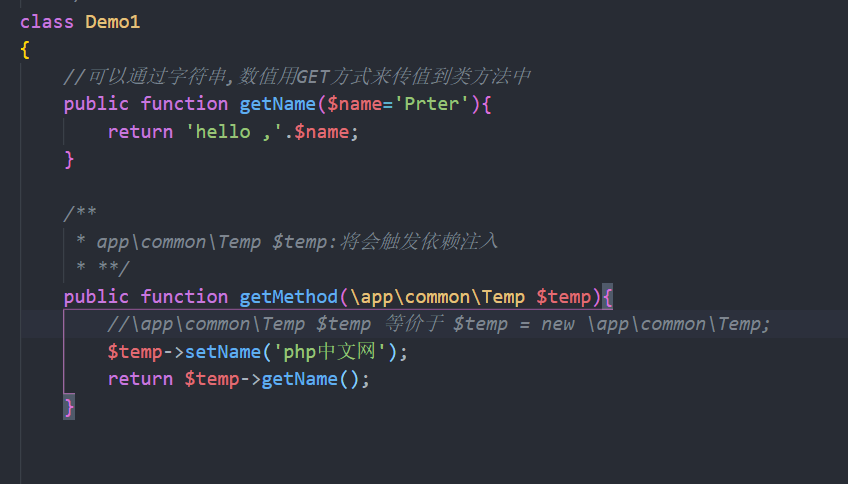 class Demo1
{
//可以通过字符串,数值用GET方式来传值到类方法中
public function getName($name='Prter'){
return 'hello ,'.$name;
}
/**
* app\common\Temp $temp:将会触发依赖注入
* **/
public function getMethod(\app\common\Temp $temp){
//\app\common\Temp $temp 等价于 $temp = new \app\common\Temp;
$temp->setName('php中文网');
return $temp->getName();
}